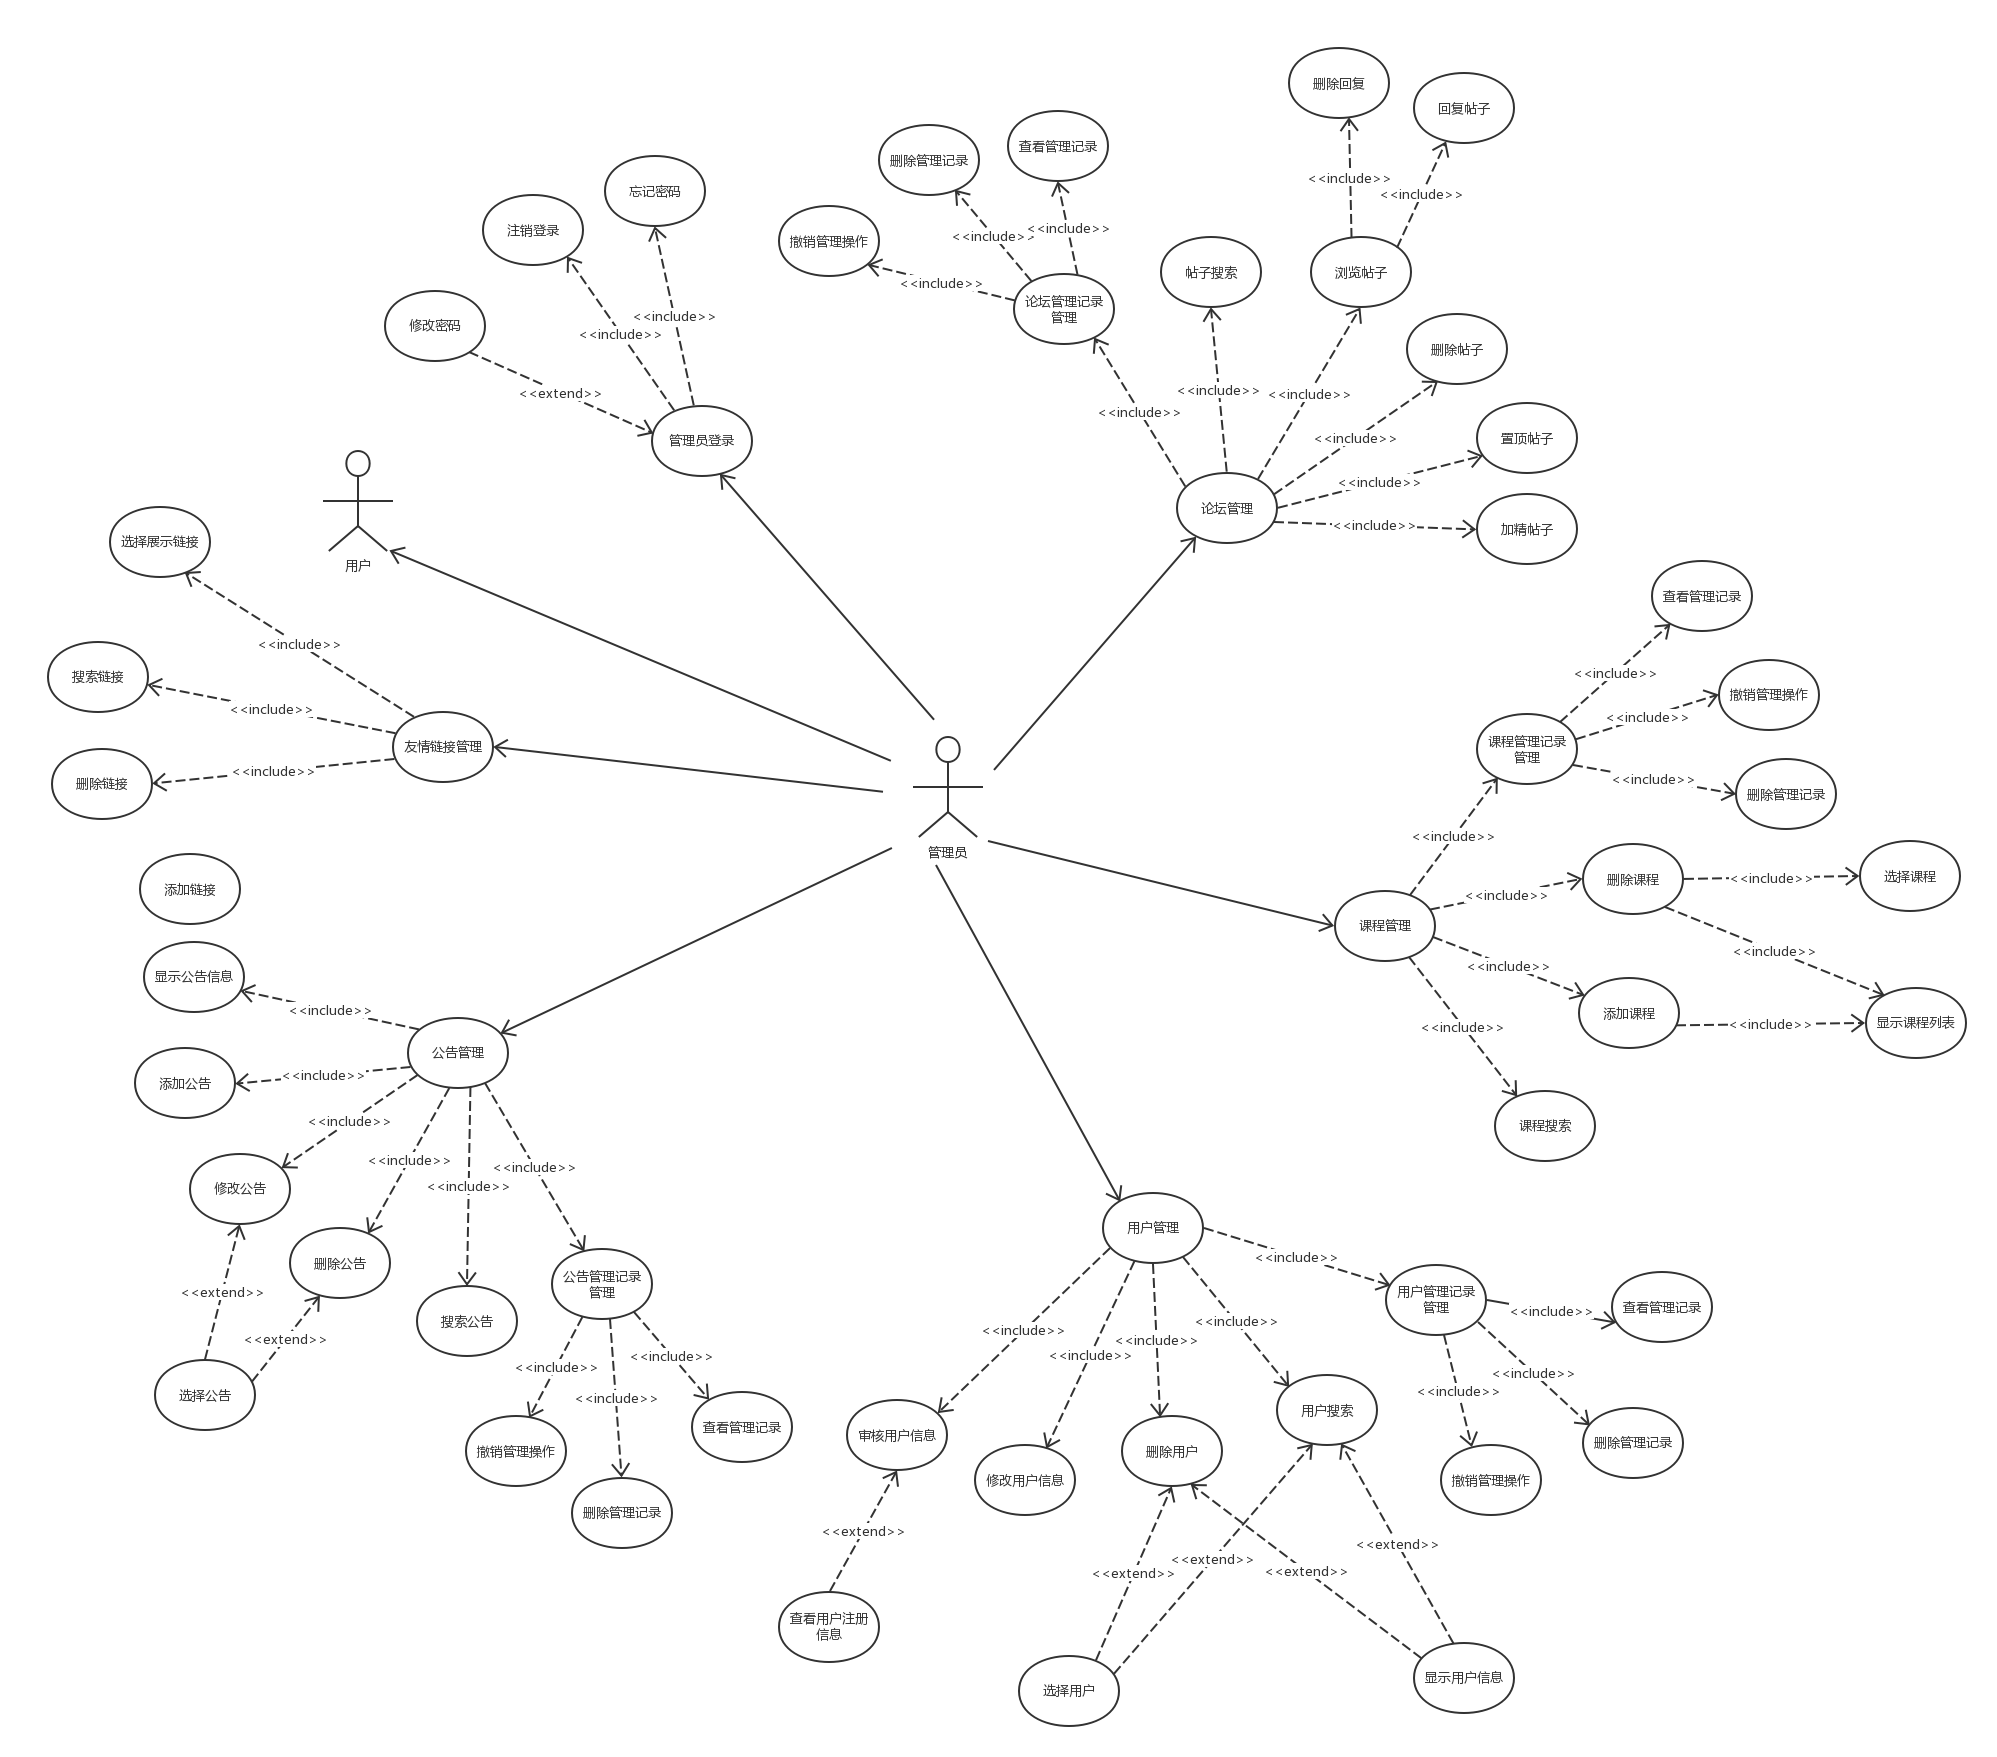 删除回复
回复帖子
查看管理记录
删除管理记录
忘记密码
<<include>>
<<include>>
注销登录
<<include>>
<<include>>
撤销管理操作
帖子搜索
浏览帖子
<<include>>
论坛管理记录
管理
修改密码
<<include>>
<<include>>
删除帖子
<<extend>>
<<include>>
<<include>>
<<include>>
管理员登录
<<include>>
置顶帖子
<<include>>
论坛管理
<<include>>
加精帖子
选择展示链接
用户
查看管理记录
<<include>>
<<include>>
搜索链接
撤销管理操作
<<include>>
<<include>>
友情链接管理
课程管理记录
管理
<<include>>
删除链接
<<include>>
删除管理记录
管理员
<<include>>
添加链接
删除课程
<<include>>
选择课程
<<include>>
课程管理
<<include>>
显示公告信息
<<include>>
<<include>>
添加课程
<<include>>
显示课程列表
<<include>>
公告管理
添加公告
<<include>>
<<include>>
课程搜索
<<include>>
<<include>>
<<include>>
修改公告
用户管理
删除公告
<<include>>
公告管理记录
管理
<<extend>>
搜索公告
用户管理记录
管理
查看管理记录
<<include>>
<<extend>>
<<include>>
<<include>>
<<include>>
<<include>>
<<include>>
<<include>>
<<include>>
<<include>>
选择公告
<<include>>
<<include>>
用户搜索
查看管理记录
审核用户信息
撤销管理操作
删除用户
删除管理记录
修改用户信息
撤销管理操作
删除管理记录
<<extend>>
<<extend>>
<<extend>>
<<extend>>
<<extend>>
查看用户注册
信息
选择用户
显示用户信息